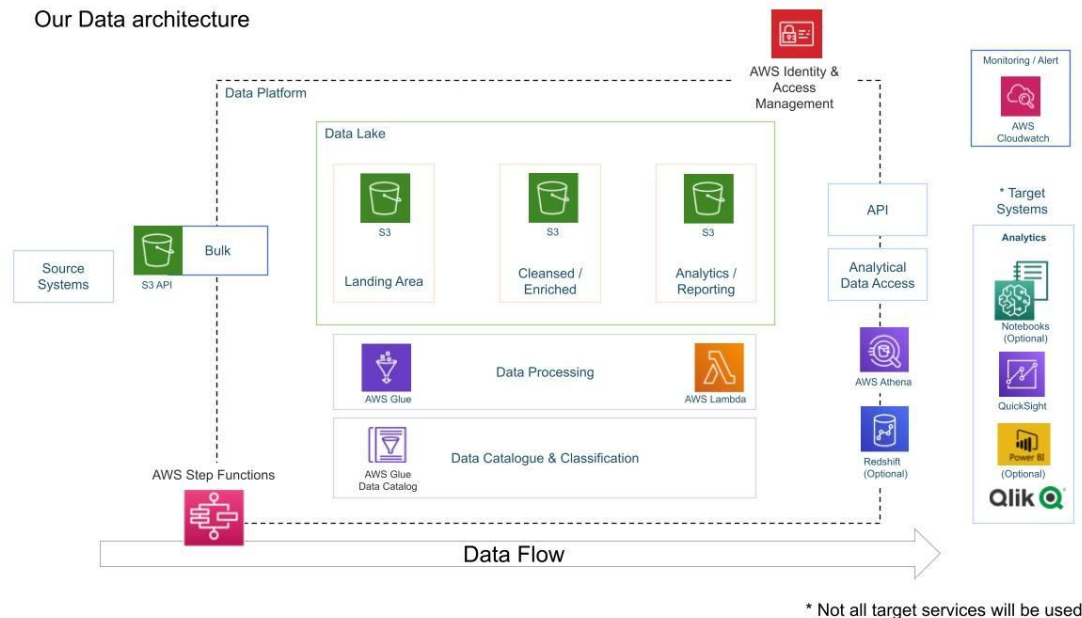 Our Data architecture
AWS Identity &
Access
Management
Monitoring / Alert
AWS
Cloudwatch
Data Platform
Data Lake
S3
Landing Area
S3
Cleansed /
Enriched
S3
Analytics /
Reporting
Source
Systems
S3 API
Bulk
API
Analytical
Data Access
AWS Glue
Data Processing
AWS Lambda
AWS Athena
AWS Glue
Data Catalog
Data Catalogue & Classification
Redshift
(Optional)
* Target
Systems
Analytics
Notebooks
(Optional)
QuickSight
Power BI
(Optional)
Qlik
AWS Step Functions
Data Flow
* Not all target services will be used